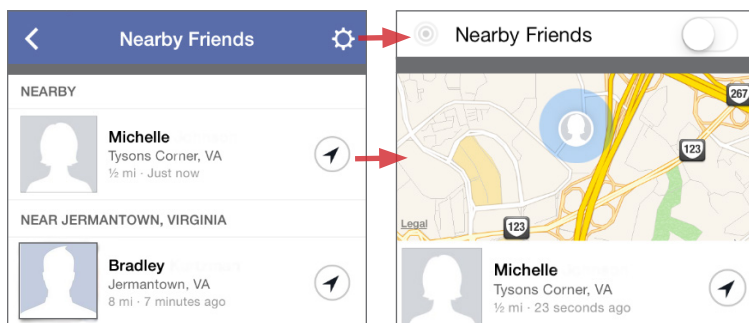 Nearby Friends
NEARBY
Michelle
Tysons Corner, VA
½ mi · Just now
NEAR JERMANTOWN, VIRGINIA
Bradley
Jermantown, VA
8 mi · 7 minutes ago
Nearby Friends
267
123
123
Legal
Michelle
Tysons Corner, VA
½ mi · 23 seconds ago